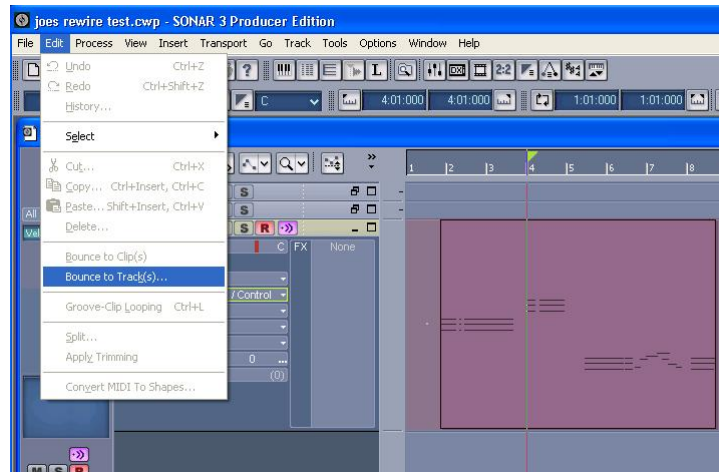 joes rewire test.cwp - SONAR 3 Producer Edition
File Edit Process View Insert Transport Go Track Tools Options Window Help
Undo Ctrl+Z
Redo Ctrl+Shift+Z
History...
Select
Cut... Ctrl+X
Copy... Ctrl+Insert, Ctrl+C
Paste... Shift+Insert, Ctrl+V
Delete...
Bounce to Clip(s)
Bounce to Track(s)...
Groove-Clip Looping Ctrl+L
Split...
Apply Trimming
Convert MIDI To Shapes...
? L 2:2
C 4:01:000 4:01:000 1:01:000 1:01:000
1 2 3 4 5 6 7 8
S
All S
Vel S R
C FX None
/ Control
0
(0)
M S R